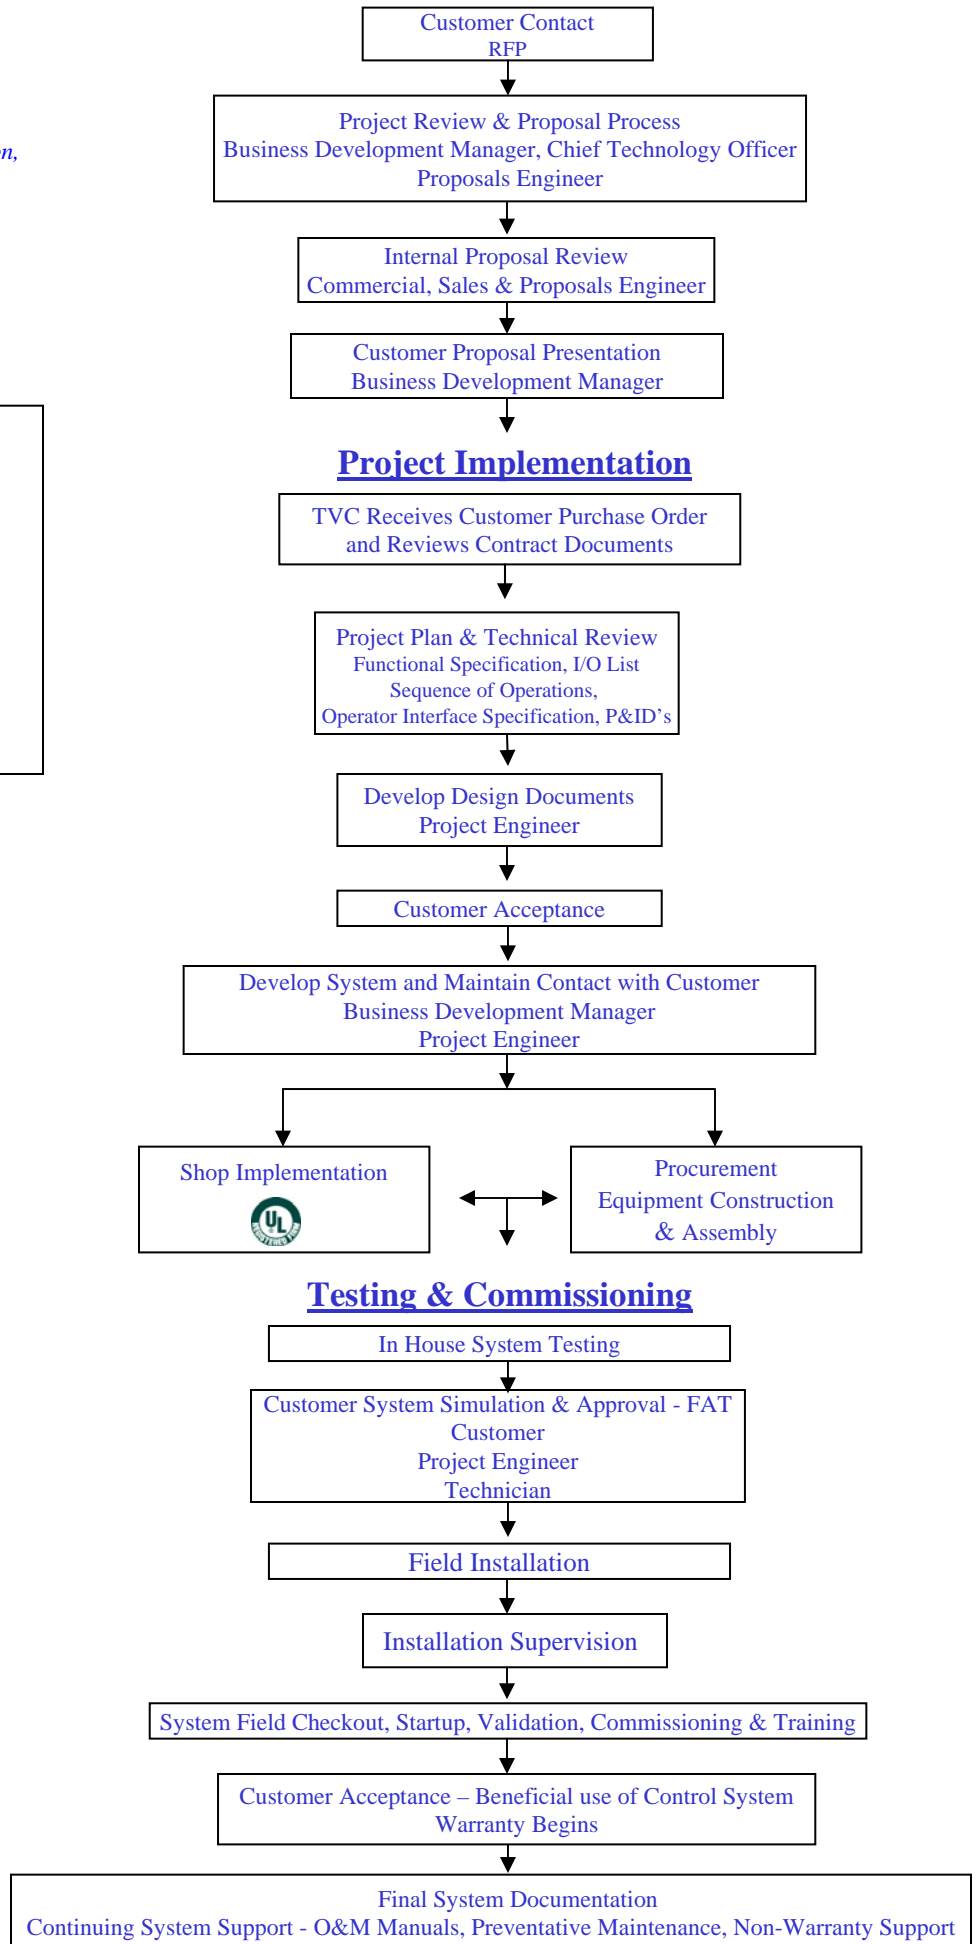 Customer Contact
RFP
Project Review & Proposal Process
Business Development Manager, Chief Technology Officer
Proposals Engineer
Internal Proposal Review
Commercial, Sales & Proposals Engineer
Customer Proposal Presentation
Business Development Manager
Project Implementation
TVC Receives Customer Purchase Order
and Reviews Contract Documents
Project Plan & Technical Review
Functional Specification, I/O List
Sequence of Operations,
Operator Interface Specification, P&ID’s
Develop Design Documents
Project Engineer
Customer Acceptance
Develop System and Maintain Contact with Customer
Business Development Manager
Project Engineer
Shop Implementation
UL
Procurement
Equipment Construction
& Assembly
Testing & Commissioning
In House System Testing
Customer System Simulation & Approval - FAT
Customer
Project Engineer
Technician
Field Installation
Installation Supervision
System Field Checkout, Startup, Validation, Commissioning & Training
Customer Acceptance – Beneficial use of Control System
Warranty Begins
Final System Documentation
Continuing System Support - O&M Manuals, Preventative Maintenance, Non-Warranty Support